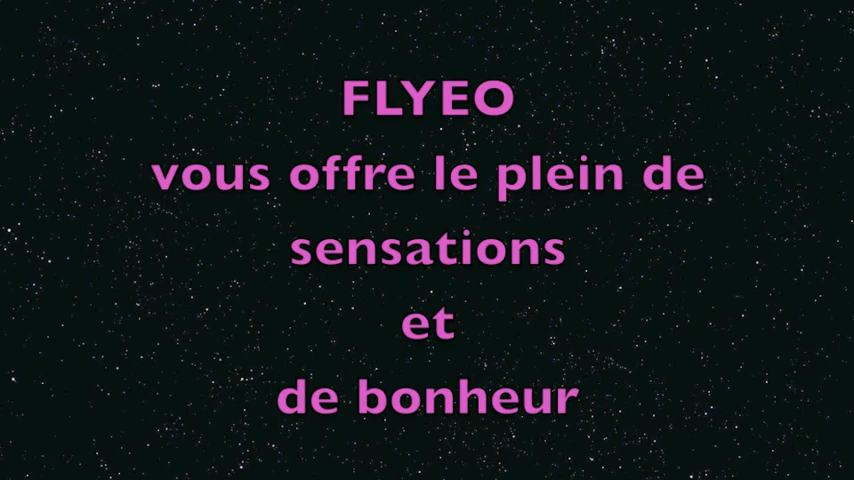 FLYEO
vous offre le plein de
sensations
et
de bonheur